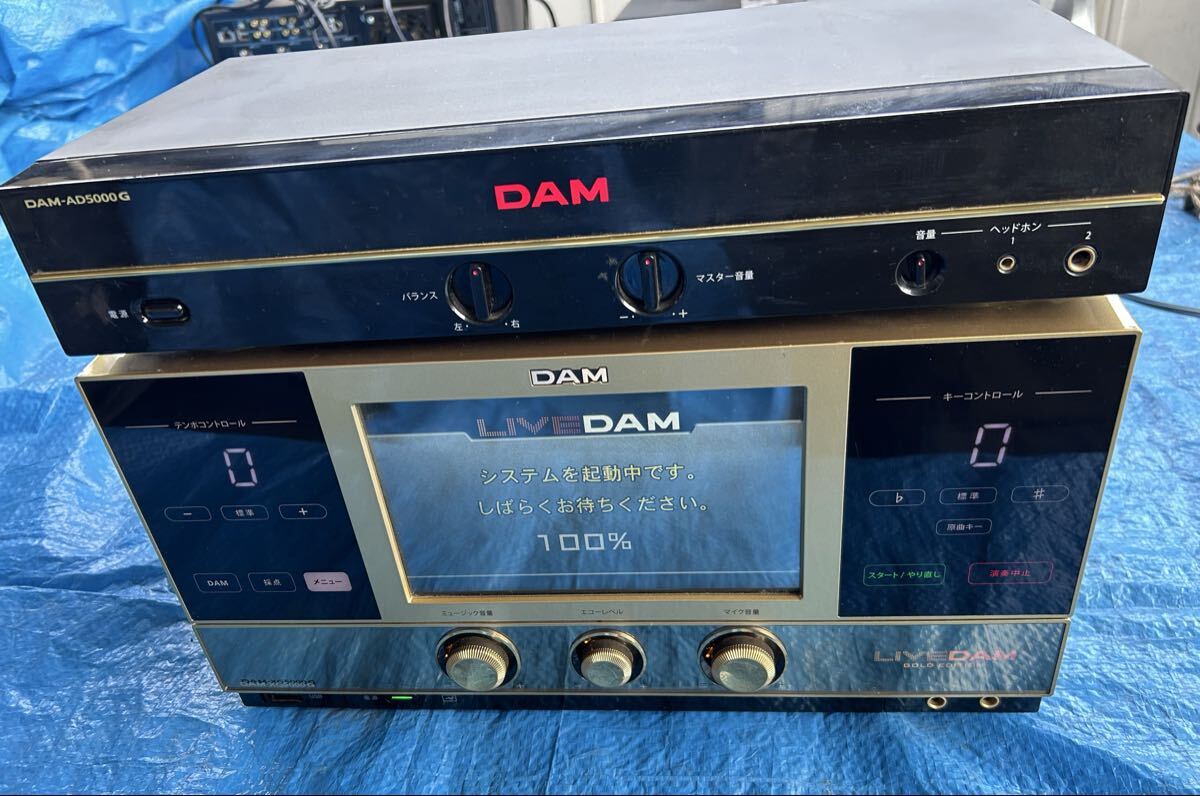 DAM-AD5000G
DAM
音量
ヘッドホン
1
2
電源
バランス
左
右
マスター音量
−
+
DAM
テンポコントロール
0
−
標準
+
DAM
採点
メニュー
LIVEDAM
システムを起動中です。
しばらくお待ちください。
100%
キーコントロール
0
♭
標準
♯
原曲キー
スタート/やり直し
演奏中止
ミュージック音量
エコーレベル
マイク音量
LIVEDAM
GOLD EDITION
DAM-XG5000G
USB
電源